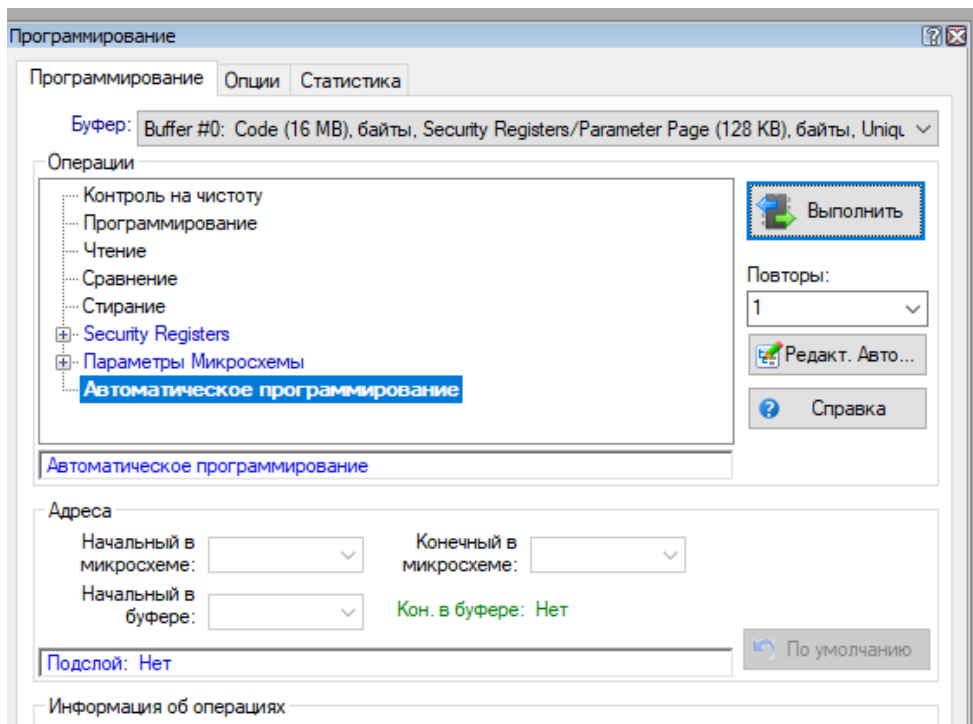 Программирование
Программирование Опции Статистика
Буфер: Buffer #0: Code (16 MB), байты, Security Registers/Parameter Page (128 KB), байты, Uniqu
Операции
Контроль на чистоту
Программирование
Чтение
Сравнение
Стирание
Security Registers
Параметры Микросхемы
Автоматическое программирование
Выполнить
Повторы:
1
Редакт. Авто...
Справка
Автоматическое программирование
Адреса
Начальный в
микросхеме:
Конечный в
микросхеме:
Начальный в
буфере:
Кон. в буфере: Нет
По умолчанию
Подслой: Нет
Информация об операциях